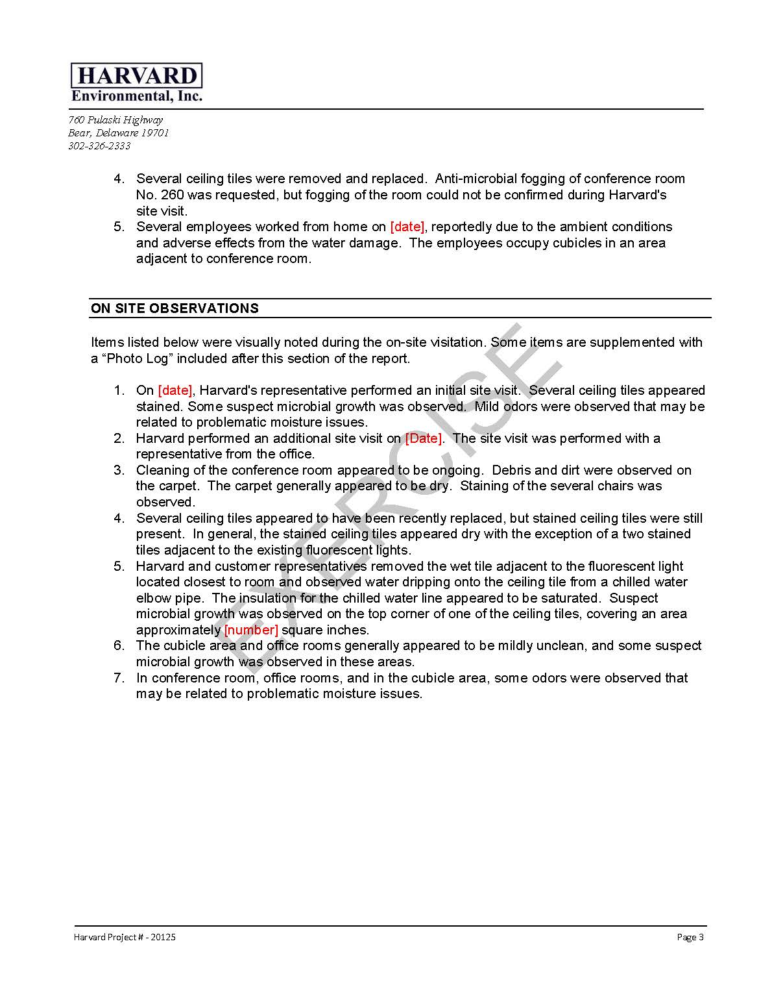 HARVARD
Environmental, Inc.
760 Pulaski Highway
Bear, Delaware 19701
302-326-2333
4. Several ceiling tiles were removed and replaced. Anti-microbial fogging of conference room
No. 260 was requested, but fogging of the room could not be confirmed during Harvard's
site visit.
5. Several employees worked from home on [date], reportedly due to the ambient conditions
and adverse effects from the water damage. The employees occupy cubicles in an area
adjacent to conference room.
ON SITE OBSERVATIONS
Items listed below were visually noted during the on-site visitation. Some items are supplemented with
a “Photo Log” included after this section of the report.
1. On [date], Harvard's representative performed an initial site visit. Several ceiling tiles appeared
stained. Some suspect microbial growth was observed. Mild odors were observed that may be
related to problematic moisture issues.
2. Harvard performed an additional site visit on [Date]. The site visit was performed with a
representative from the office.
3. Cleaning of the conference room appeared to be ongoing. Debris and dirt were observed on
the carpet. The carpet generally appeared to be dry. Staining of the several chairs was
observed.
4. Several ceiling tiles appeared to have been recently replaced, but stained ceiling tiles were still
present. In general, the stained ceiling tiles appeared dry with the exception of a two stained
tiles adjacent to the existing fluorescent lights.
5. Harvard and customer representatives removed the wet tile adjacent to the fluorescent light
located closest to room and observed water dripping onto the ceiling tile from a chilled water
elbow pipe. The insulation for the chilled water line appeared to be saturated. Suspect
microbial growth was observed on the top corner of one of the ceiling tiles, covering an area
approximately [number] square inches.
6. The cubicle area and office rooms generally appeared to be mildly unclean, and some suspect
microbial growth was observed in these areas.
7. In conference room, office rooms, and in the cubicle area, some odors were observed that
may be related to problematic moisture issues.
EXERCISE
Harvard Project # - 20125
Page 3